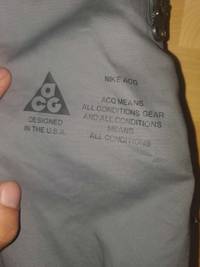 NIKE ACG
aCG
ACG MEANS
ALL CONDITIONS GEAR
AND ALL CONDITIONS
MEANS
ALL CONDITIONS
DESIGNED
IN THE U.S.A.